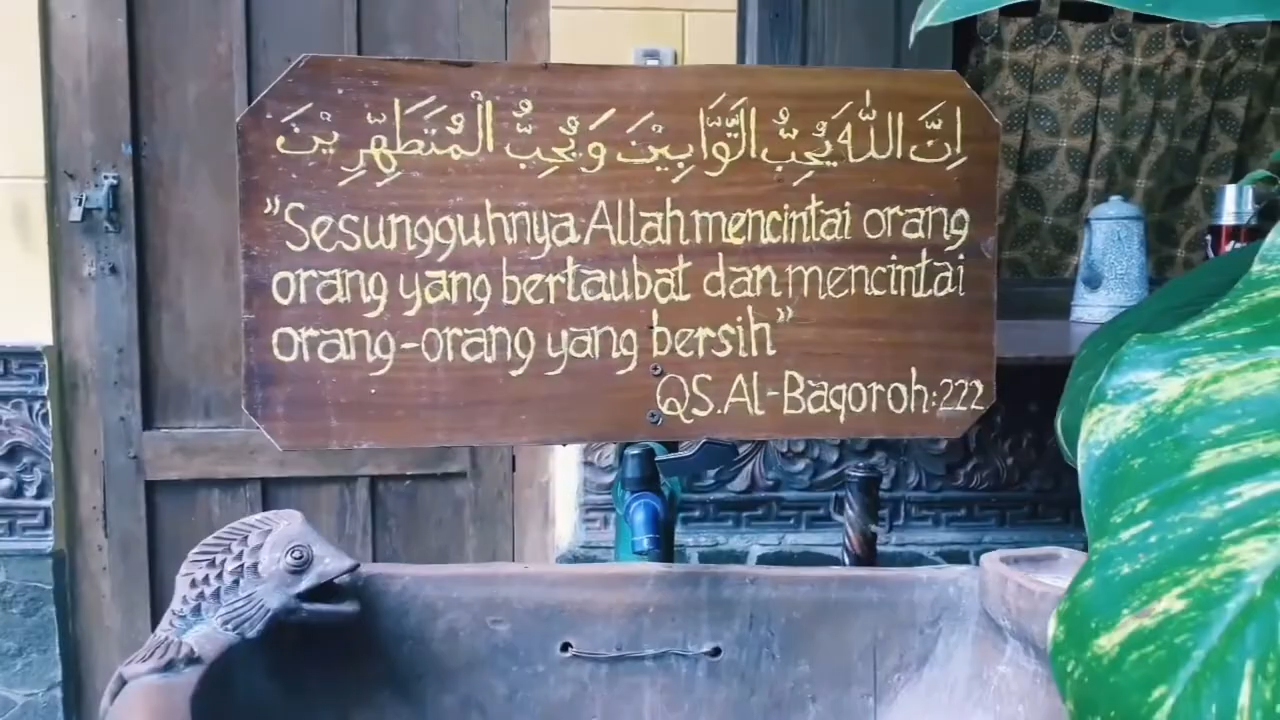 اِنَّ اللّٰهَ يُحِبُّ التَّوَّابِيْنَ وَ يُحِبُّ الْمُتَطَهِّرِيْنَ
"Sesungguhnya Allah mencintai orang
orang yang bertaubat dan mencintai
orang-orang yang bersih"
QS.Al-Baqoroh:222